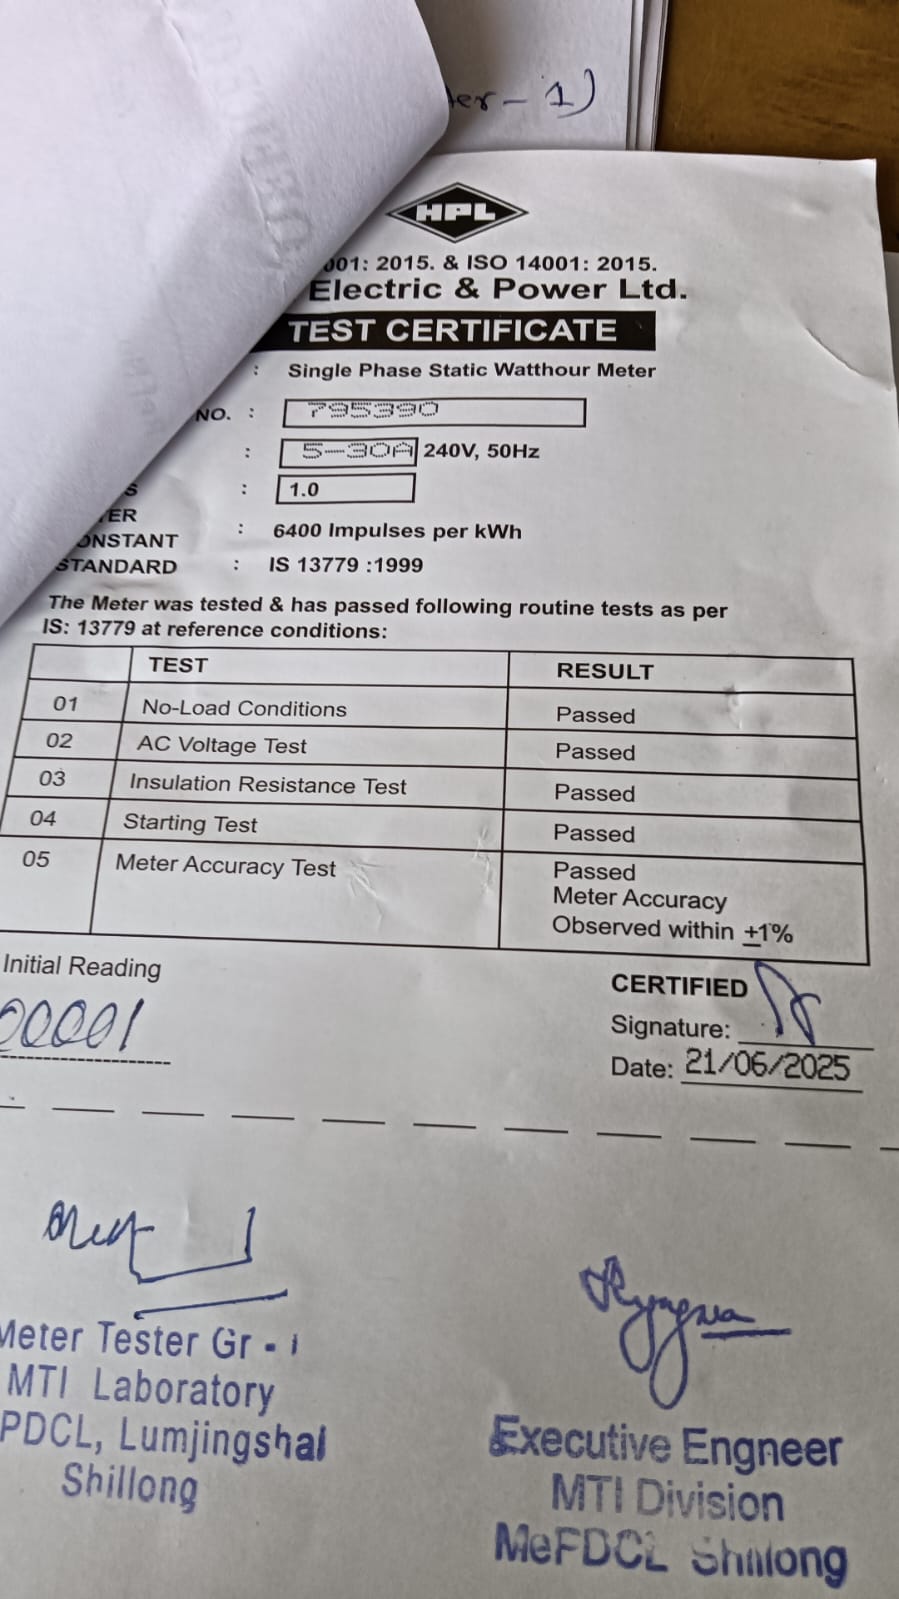 er - 1)
HPL
001: 2015. & ISO 14001: 2015.
Electric & Power Ltd.
TEST CERTIFICATE
: Single Phase Static Watthour Meter
NO. : 795390
: 5-30A 240V, 50Hz
S : 1.0
TER
ONSTANT : 6400 Impulses per kWh
STANDARD : IS 13779 :1999
The Meter was tested & has passed following routine tests as per
IS: 13779 at reference conditions:
TEST RESULT
01 No-Load Conditions Passed
02 AC Voltage Test Passed
03 Insulation Resistance Test Passed
04 Starting Test Passed
05 Meter Accuracy Test Passed
Meter Accuracy
Observed within ±1%
Initial Reading
00001
CERTIFIED
Signature:
Date: 21/06/2025
Meter Tester Gr - I
MTI Laboratory
PDCL, Lumjingshai
Shillong
Executive Engneer
MTI Division
MePDCL Shillong